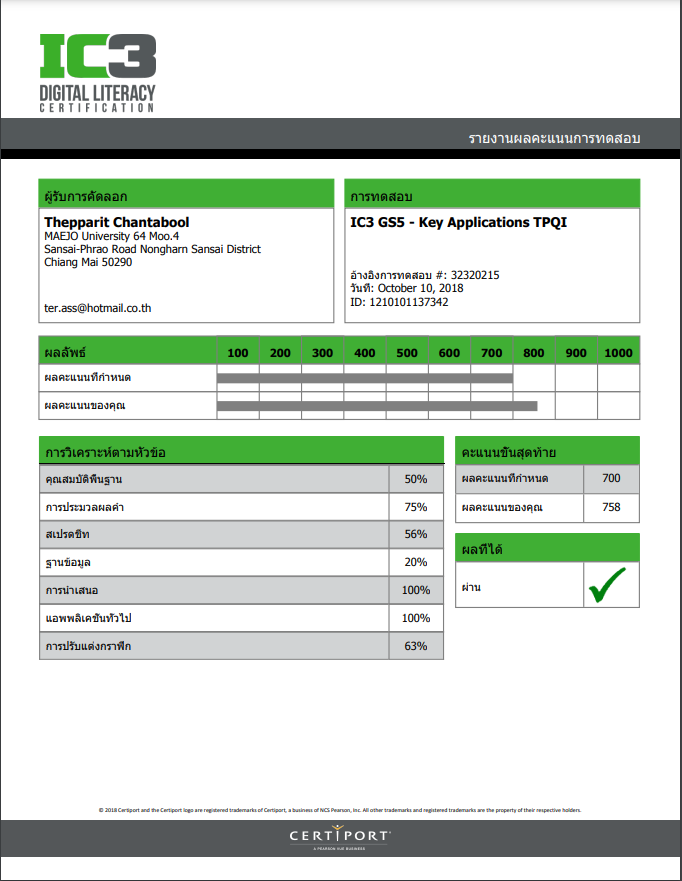 IC3
DIGITAL LITERACY
CERTIFICATION
รายงานผลคะแนนการทดสอบ
ผู้รับการคัดลอก
Thepparit Chantabool
MAEJO University 64 Moo.4
Sansai-Phrao Road Nongharn Sansai District
Chiang Mai 50290
ter.ass@hotmail.co.th
การทดสอบ
IC3 GS5 - Key Applications TPQI
อ้างอิงการทดสอบ #: 32320215
วันที่: October 10, 2018
ID: 1210101137342
ผลลัพธ์ 100 200 300 400 500 600 700 800 900 1000
ผลคะแนนที่กำหนด
ผลคะแนนของคุณ
การวิเคราะห์ตามหัวข้อ
คุณสมบัติพื้นฐาน 50%
การประมวลผลคำ 75%
สเปรดชีท 56%
ฐานข้อมูล 20%
การนำเสนอ 100%
แอพพลิเคชั่นทั่วไป 100%
การปรับแต่งกราฟิก 63%
คะแนนขั้นสุดท้าย
ผลคะแนนที่กำหนด 700
ผลคะแนนของคุณ 758
ผลที่ได้
ผ่าน
© 2018 Certiport and the Certiport logo are registered trademarks of Certiport, a business of NCS Pearson, Inc. All other trademarks and registered trademarks are the property of their respective holders.
CERTIPORT
A PEARSON VUE BUSINESS